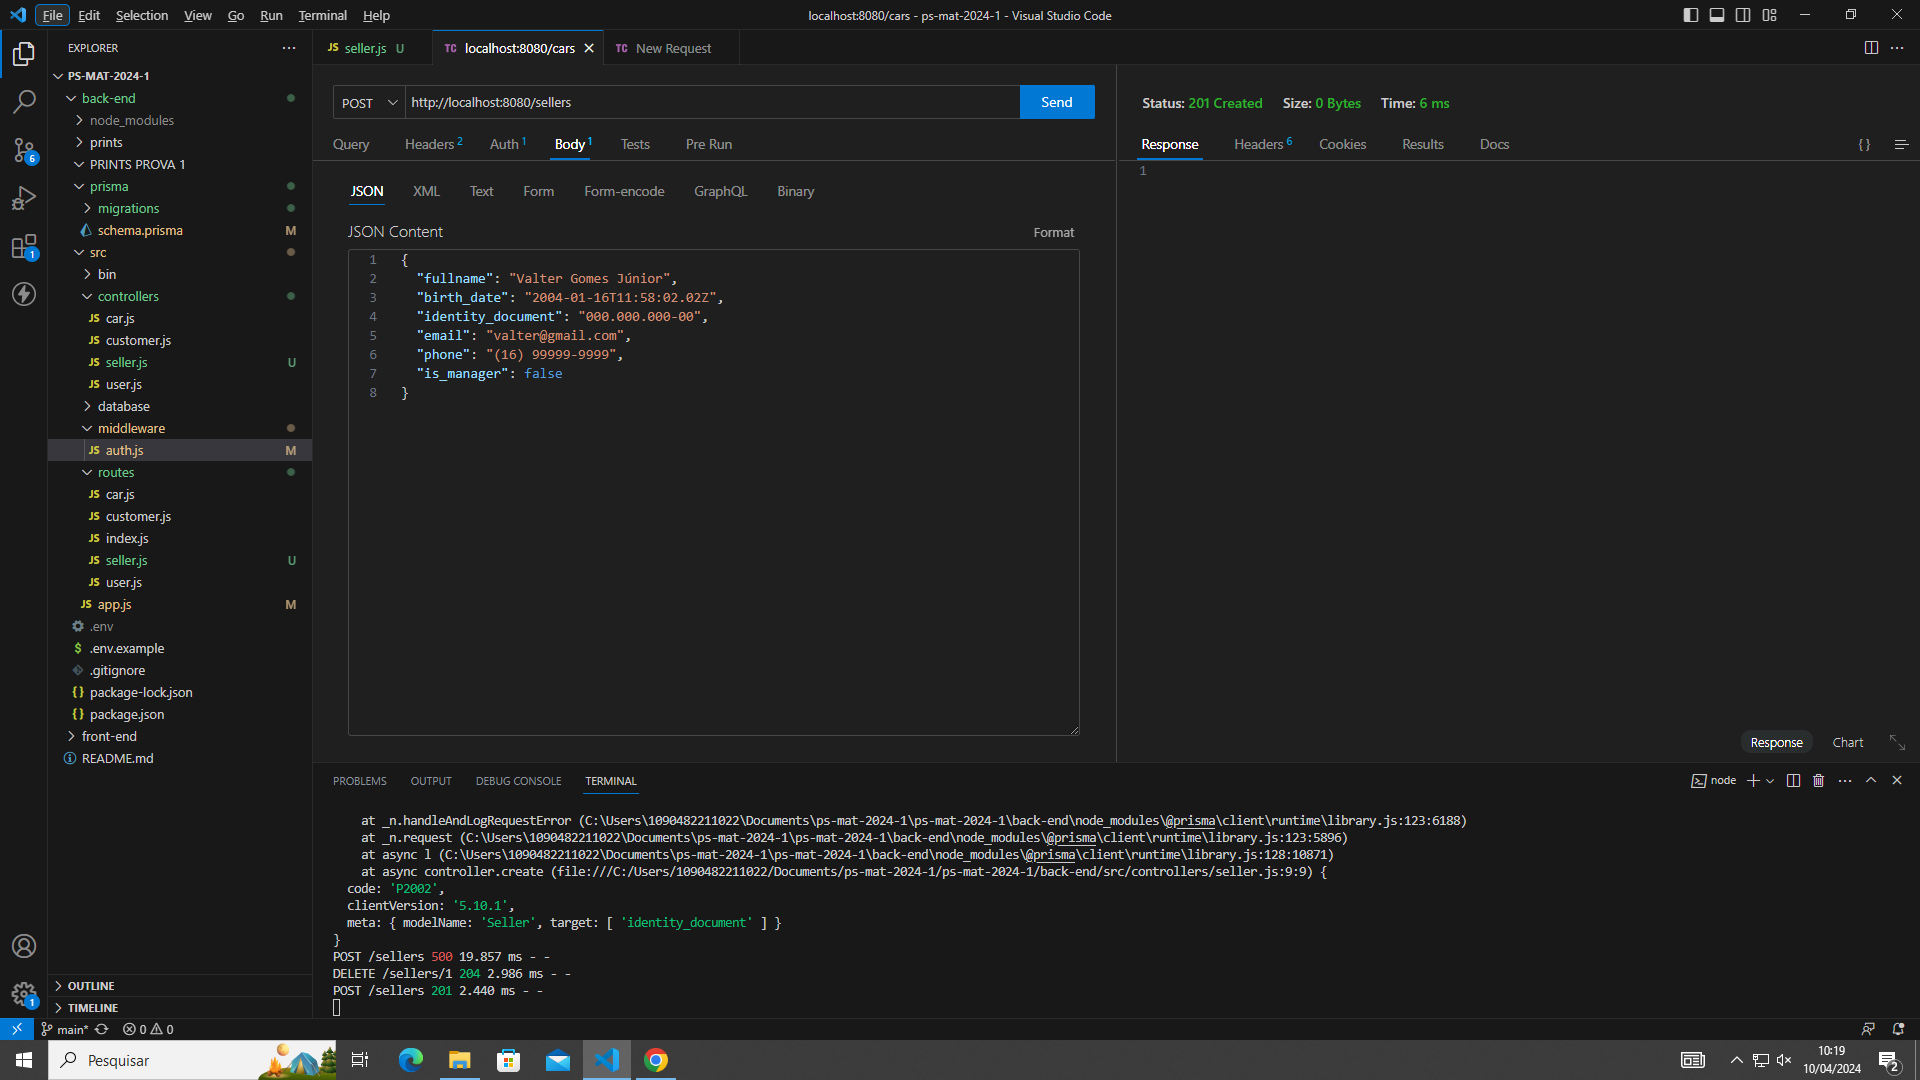 File Edit Selection View Go Run Terminal Help
localhost:8080/cars - ps-mat-2024-1 - Visual Studio Code
EXPLORER
PS-MAT-2024-1
back-end
node_modules
prints
PRINTS PROVA 1
prisma
migrations
schema.prisma M
src
bin
controllers
JS car.js
JS customer.js
JS seller.js U
JS user.js
database
middleware
JS auth.js M
routes
JS car.js
JS customer.js
JS index.js
JS seller.js U
JS user.js
JS app.js M
.env
$ .env.example
.gitignore
{} package-lock.json
{} package.json
front-end
README.md
OUTLINE
TIMELINE
JS seller.js U
TC localhost:8080/cars
TC New Request
POST http://localhost:8080/sellers Send
Query Headers 2 Auth 1 Body 1 Tests Pre Run
JSON XML Text Form Form-encode GraphQL Binary
JSON Content Format
1 {
2 "fullname": "Valter Gomes Júnior",
3 "birth_date": "2004-01-16T11:58:02.02Z",
4 "identity_document": "000.000.000-00",
5 "email": "valter@gmail.com",
6 "phone": "(16) 99999-9999",
7 "is_manager": false
8 }
Status: 201 Created Size: 0 Bytes Time: 6 ms
Response Headers 6 Cookies Results Docs {}
1
Response Chart
PROBLEMS OUTPUT DEBUG CONSOLE TERMINAL
node
at _n.handleAndLogRequestError (C:\Users\1090482211022\Documents\ps-mat-2024-1\ps-mat-2024-1\back-end\node_modules\@prisma\client\runtime\library.js:123:6188)
at _n.request (C:\Users\1090482211022\Documents\ps-mat-2024-1\ps-mat-2024-1\back-end\node_modules\@prisma\client\runtime\library.js:123:5896)
at async l (C:\Users\1090482211022\Documents\ps-mat-2024-1\ps-mat-2024-1\back-end\node_modules\@prisma\client\runtime\library.js:128:10871)
at async controller.create (file:///C:/Users/1090482211022/Documents/ps-mat-2024-1/ps-mat-2024-1/back-end/src/controllers/seller.js:9:9) {
code: 'P2002',
clientVersion: '5.10.1',
meta: { modelName: 'Seller', target: [ 'identity_document' ] }
}
POST /sellers 500 19.857 ms - -
DELETE /sellers/1 204 2.986 ms - -
POST /sellers 201 2.440 ms - -
6
1
1
main* 0 0
Pesquisar
10:19
10/04/2024
2